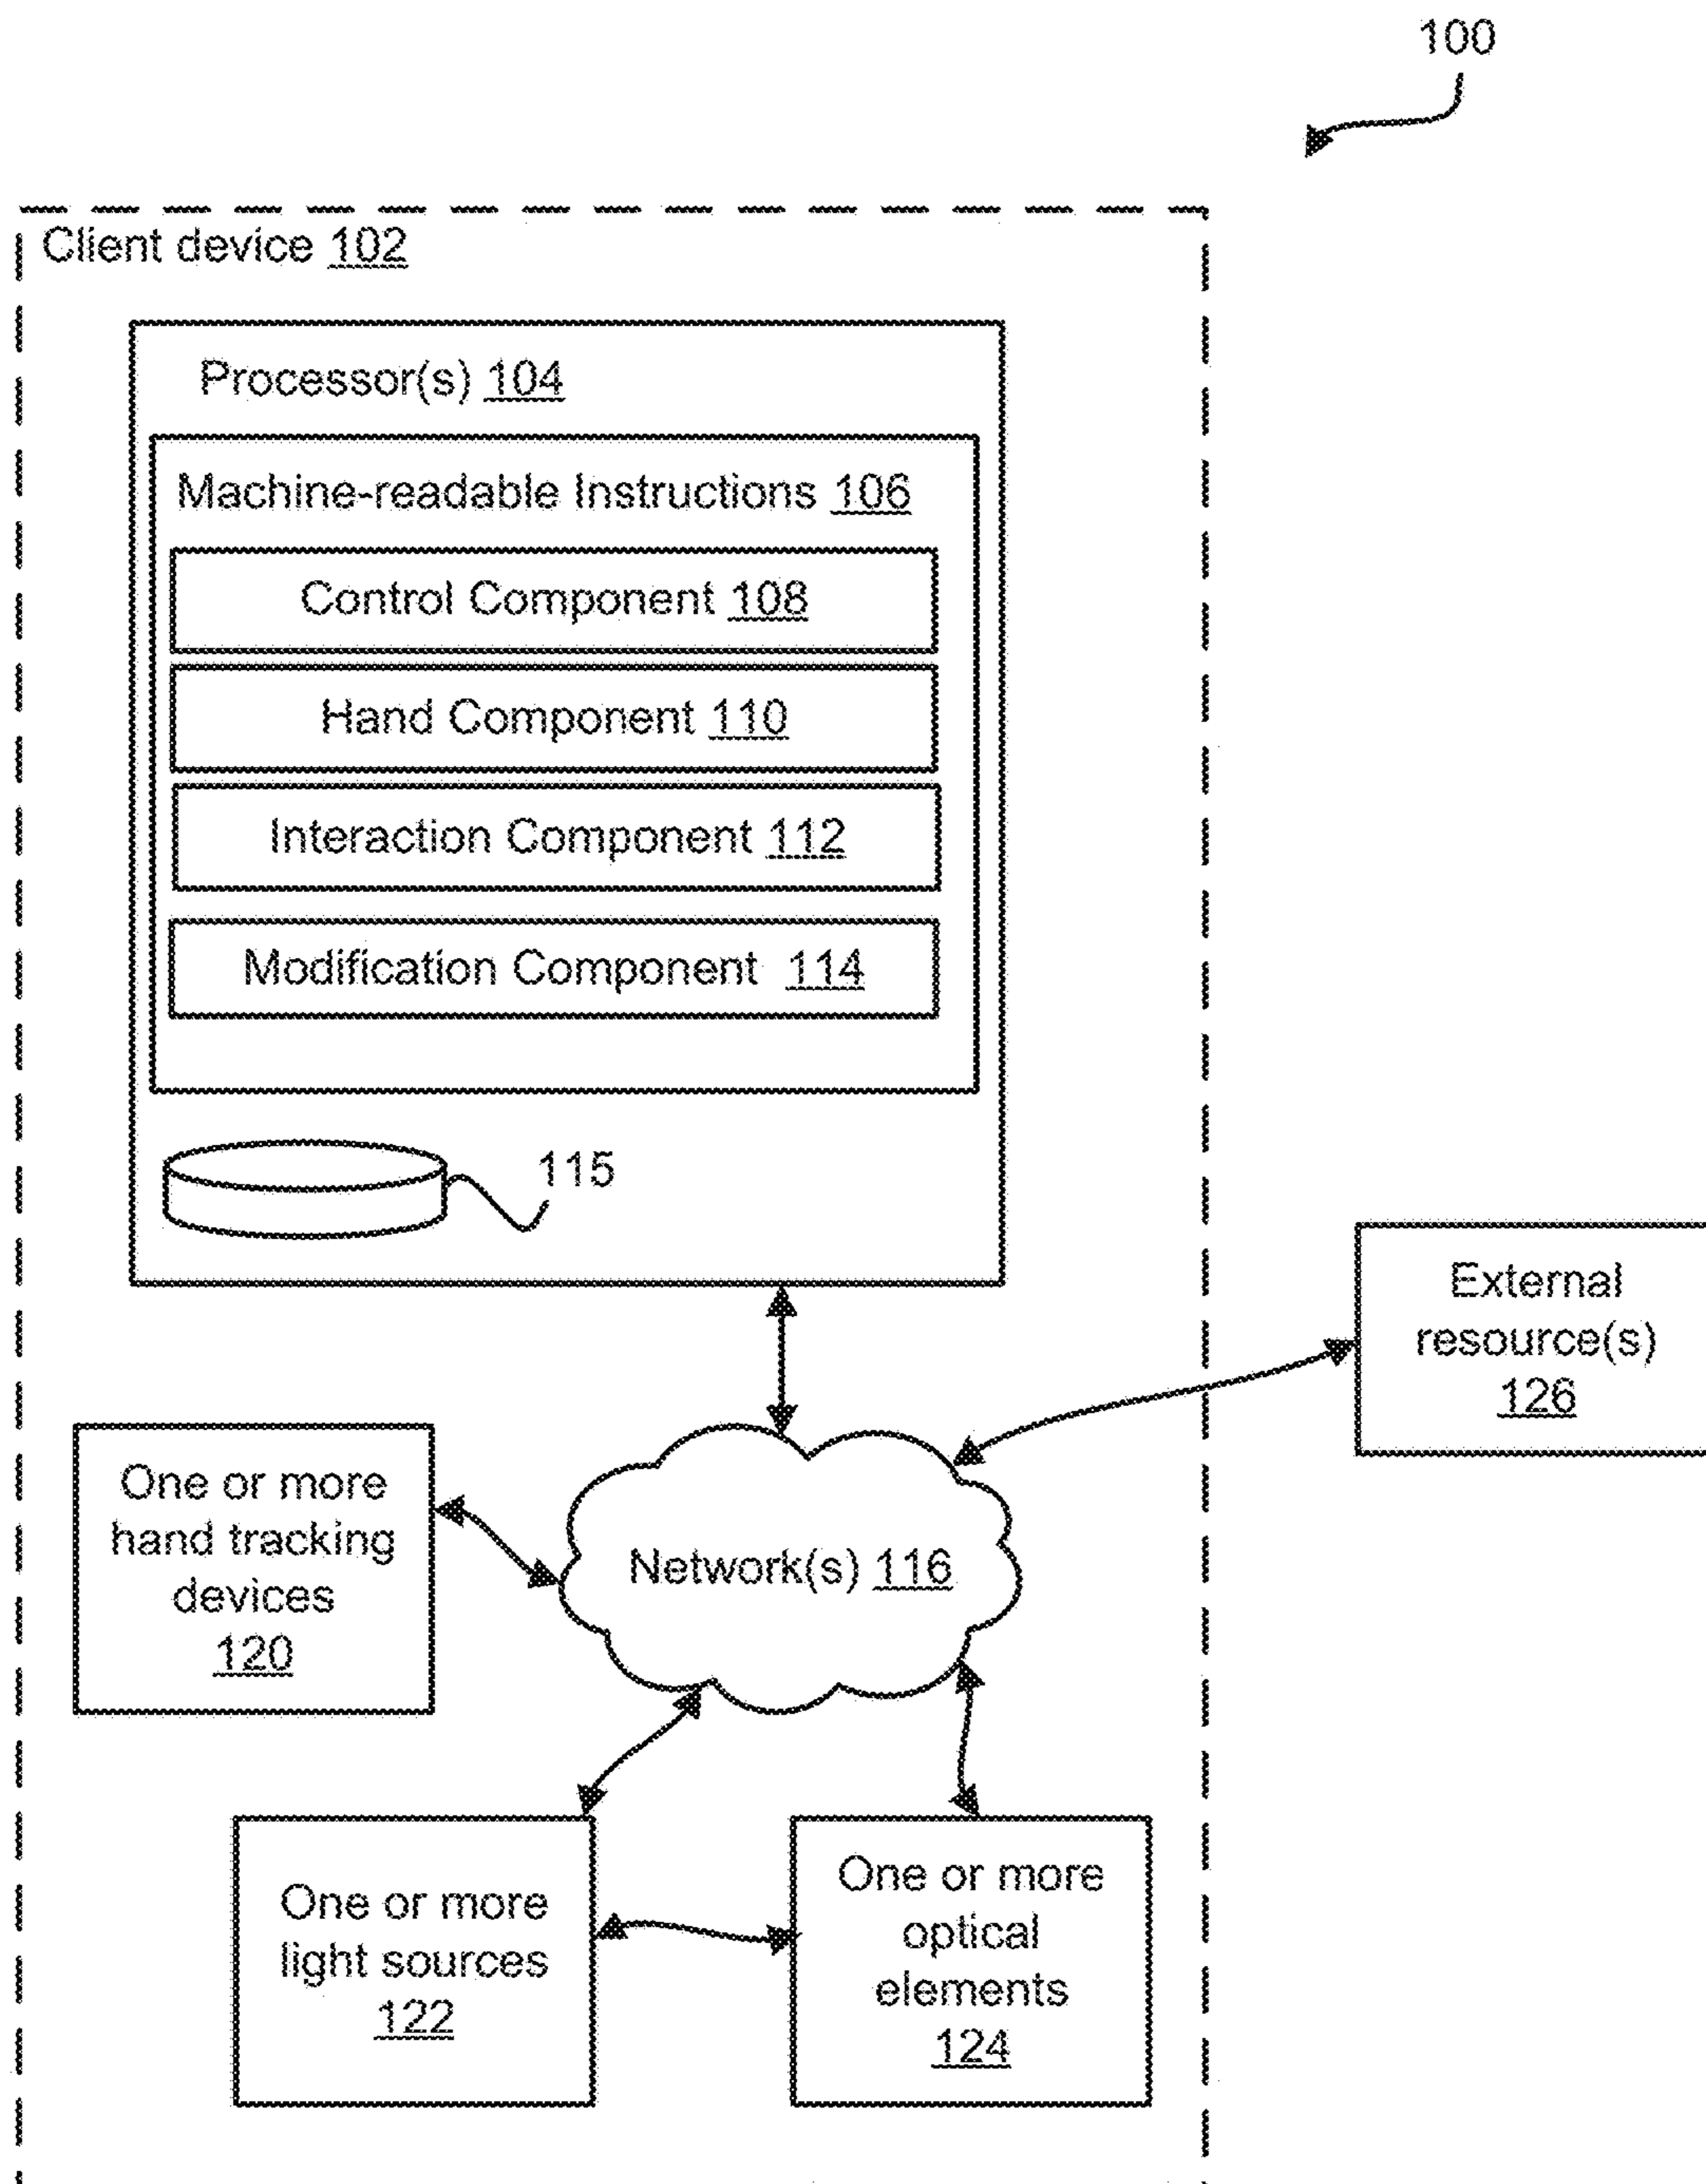 100
Client device 102
Processor(s) 104
Machine-readable Instructions 106
Control Component 108
Hand Component 110
Interaction Component 112
Modification Component 114
115
External
resource(s)
126
One or more
hand tracking
devices
120
Network(s) 116
One or more
light sources
122
One or more
optical
elements
124